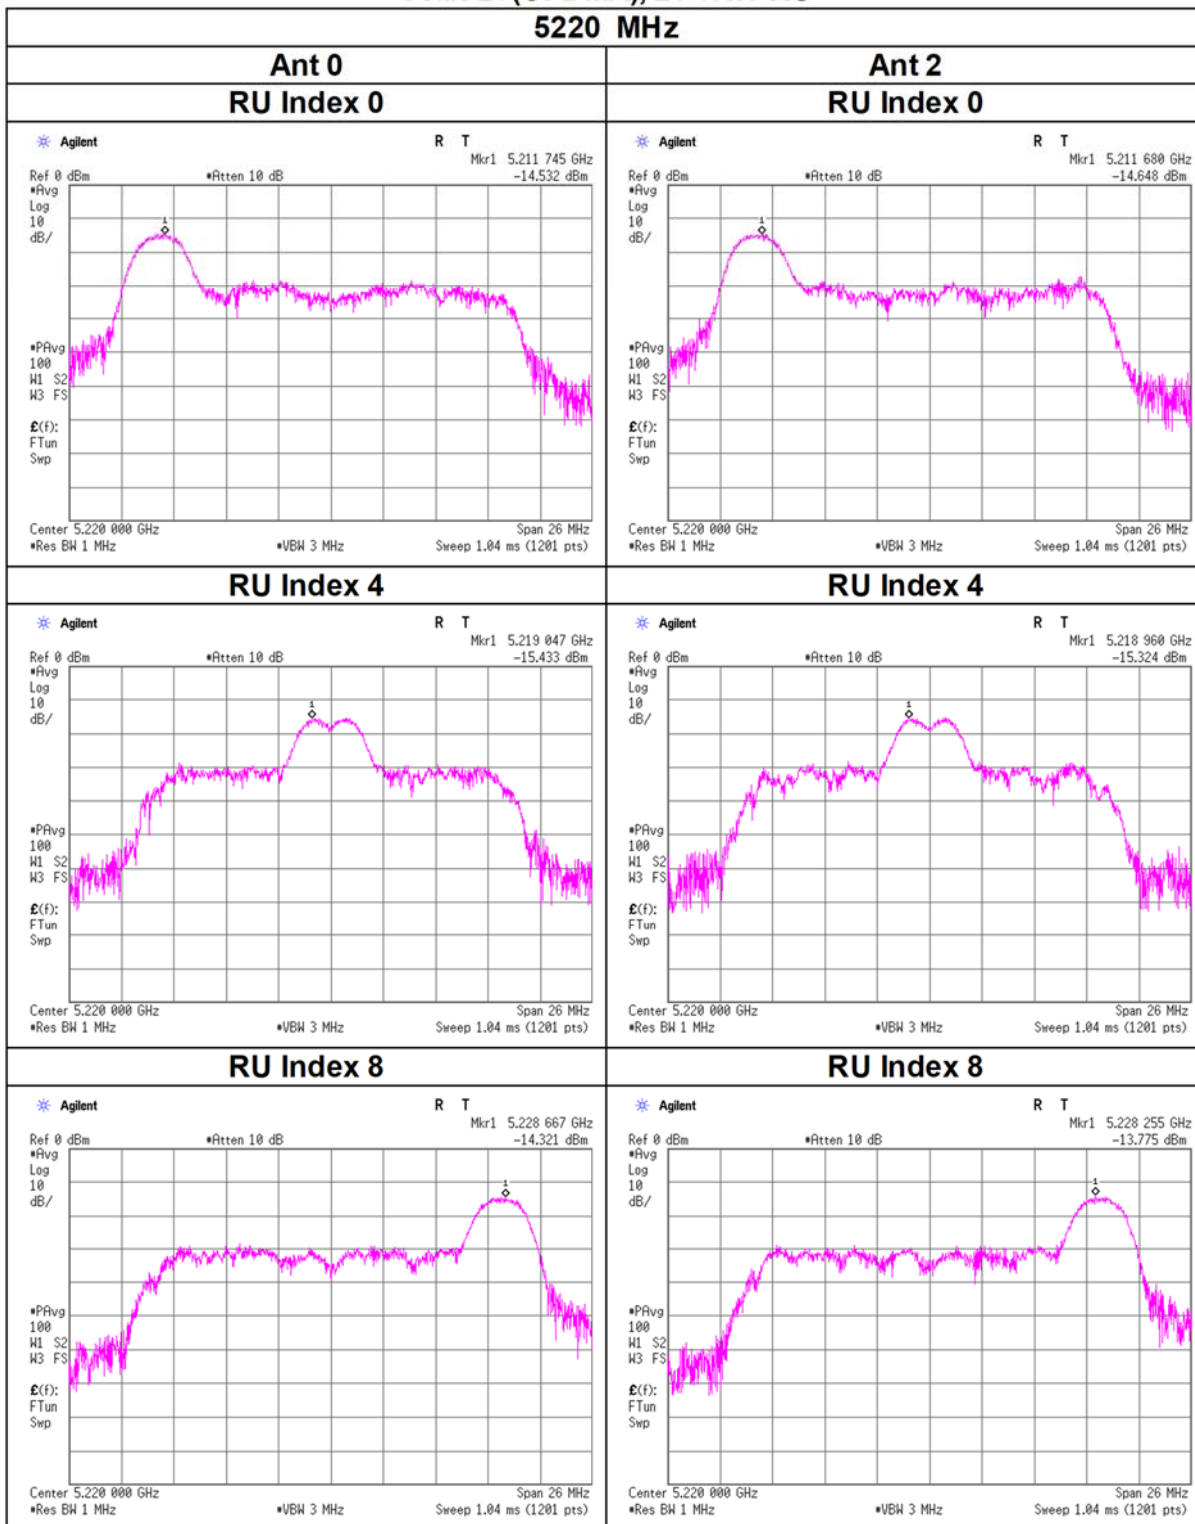 5220 MHz
Ant 0
Ant 2
RU Index 0
RU Index 0
Agilent
R T
Mkr1 5.211 745 GHz
Ref 0 dBm
*Atten 10 dB
-14.532 dBm
*Avg
Log
10
dB/
1
*PAvg
100
W1 S2
W3 FS
£(f):
FTun
Swp
Center 5.220 000 GHz
Span 26 MHz
*Res BW 1 MHz
*VBW 3 MHz
Sweep 1.04 ms (1201 pts)
Agilent
R T
Mkr1 5.211 680 GHz
Ref 0 dBm
*Atten 10 dB
-14.648 dBm
*Avg
Log
10
dB/
1
*PAvg
100
W1 S2
W3 FS
£(f):
FTun
Swp
Center 5.220 000 GHz
Span 26 MHz
*Res BW 1 MHz
*VBW 3 MHz
Sweep 1.04 ms (1201 pts)
RU Index 4
RU Index 4
Agilent
R T
Mkr1 5.219 047 GHz
Ref 0 dBm
*Atten 10 dB
-15.433 dBm
*Avg
Log
10
dB/
1
*PAvg
100
W1 S2
W3 FS
£(f):
FTun
Swp
Center 5.220 000 GHz
Span 26 MHz
*Res BW 1 MHz
*VBW 3 MHz
Sweep 1.04 ms (1201 pts)
Agilent
R T
Mkr1 5.218 960 GHz
Ref 0 dBm
*Atten 10 dB
-15.324 dBm
*Avg
Log
10
dB/
1
*PAvg
100
W1 S2
W3 FS
£(f):
FTun
Swp
Center 5.220 000 GHz
Span 26 MHz
*Res BW 1 MHz
*VBW 3 MHz
Sweep 1.04 ms (1201 pts)
RU Index 8
RU Index 8
Agilent
R T
Mkr1 5.228 667 GHz
Ref 0 dBm
*Atten 10 dB
-14.321 dBm
*Avg
Log
10
dB/
1
*PAvg
100
W1 S2
W3 FS
£(f):
FTun
Swp
Center 5.220 000 GHz
Span 26 MHz
*Res BW 1 MHz
*VBW 3 MHz
Sweep 1.04 ms (1201 pts)
Agilent
R T
Mkr1 5.228 255 GHz
Ref 0 dBm
*Atten 10 dB
-13.775 dBm
*Avg
Log
10
dB/
1
*PAvg
100
W1 S2
W3 FS
£(f):
FTun
Swp
Center 5.220 000 GHz
Span 26 MHz
*Res BW 1 MHz
*VBW 3 MHz
Sweep 1.04 ms (1201 pts)